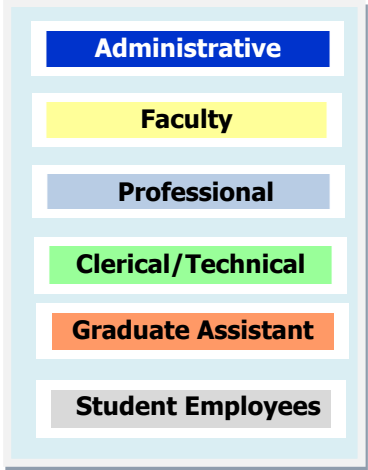 Administrative
Faculty
Professional
Clerical/Technical
Graduate Assistant
Student Employees